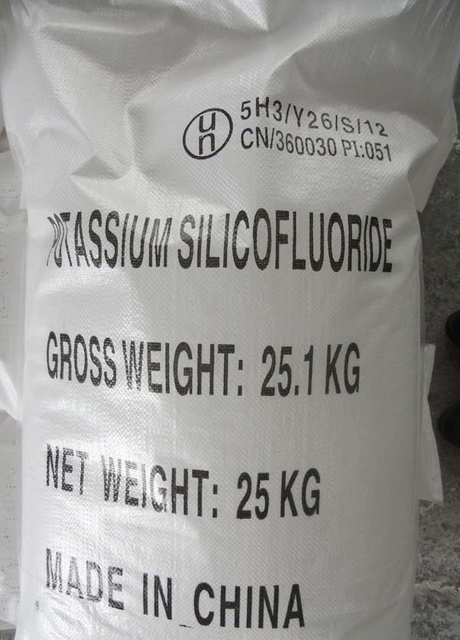 un
5H3/Y26/S/12
CN/360030 PI:051
POTASSIUM SILICOFLUORIDE
GROSS WEIGHT: 25.1 KG
NET WEIGHT: 25 KG
MADE IN CHINA